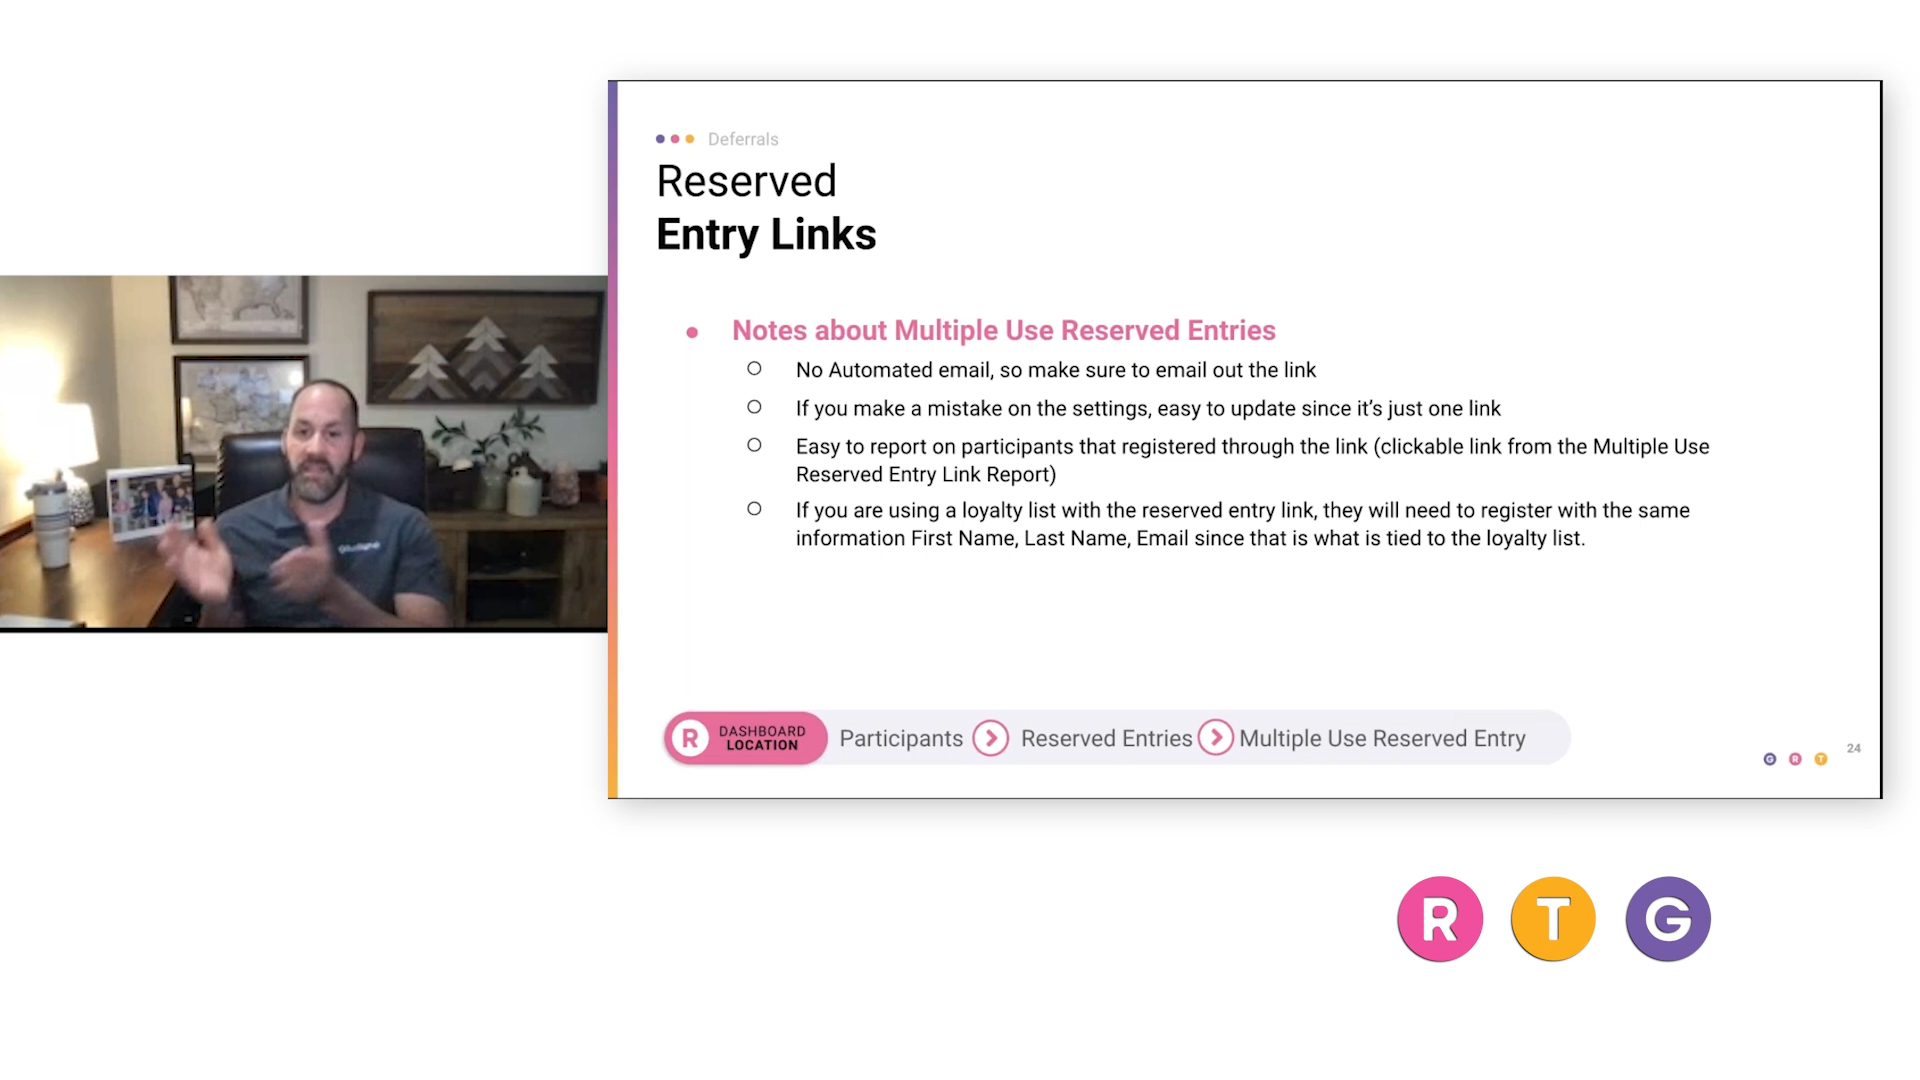 Deferrals
Reserved
Entry Links
Notes about Multiple Use Reserved Entries
No Automated email, so make sure to email out the link
If you make a mistake on the settings, easy to update since it’s just one link
Easy to report on participants that registered through the link (clickable link from the Multiple Use
Reserved Entry Link Report)
If you are using a loyalty list with the reserved entry link, they will need to register with the same
information First Name, Last Name, Email since that is what is tied to the loyalty list.
R DASHBOARD
LOCATION
Participants Reserved Entries Multiple Use Reserved Entry
G R T
24
R T G